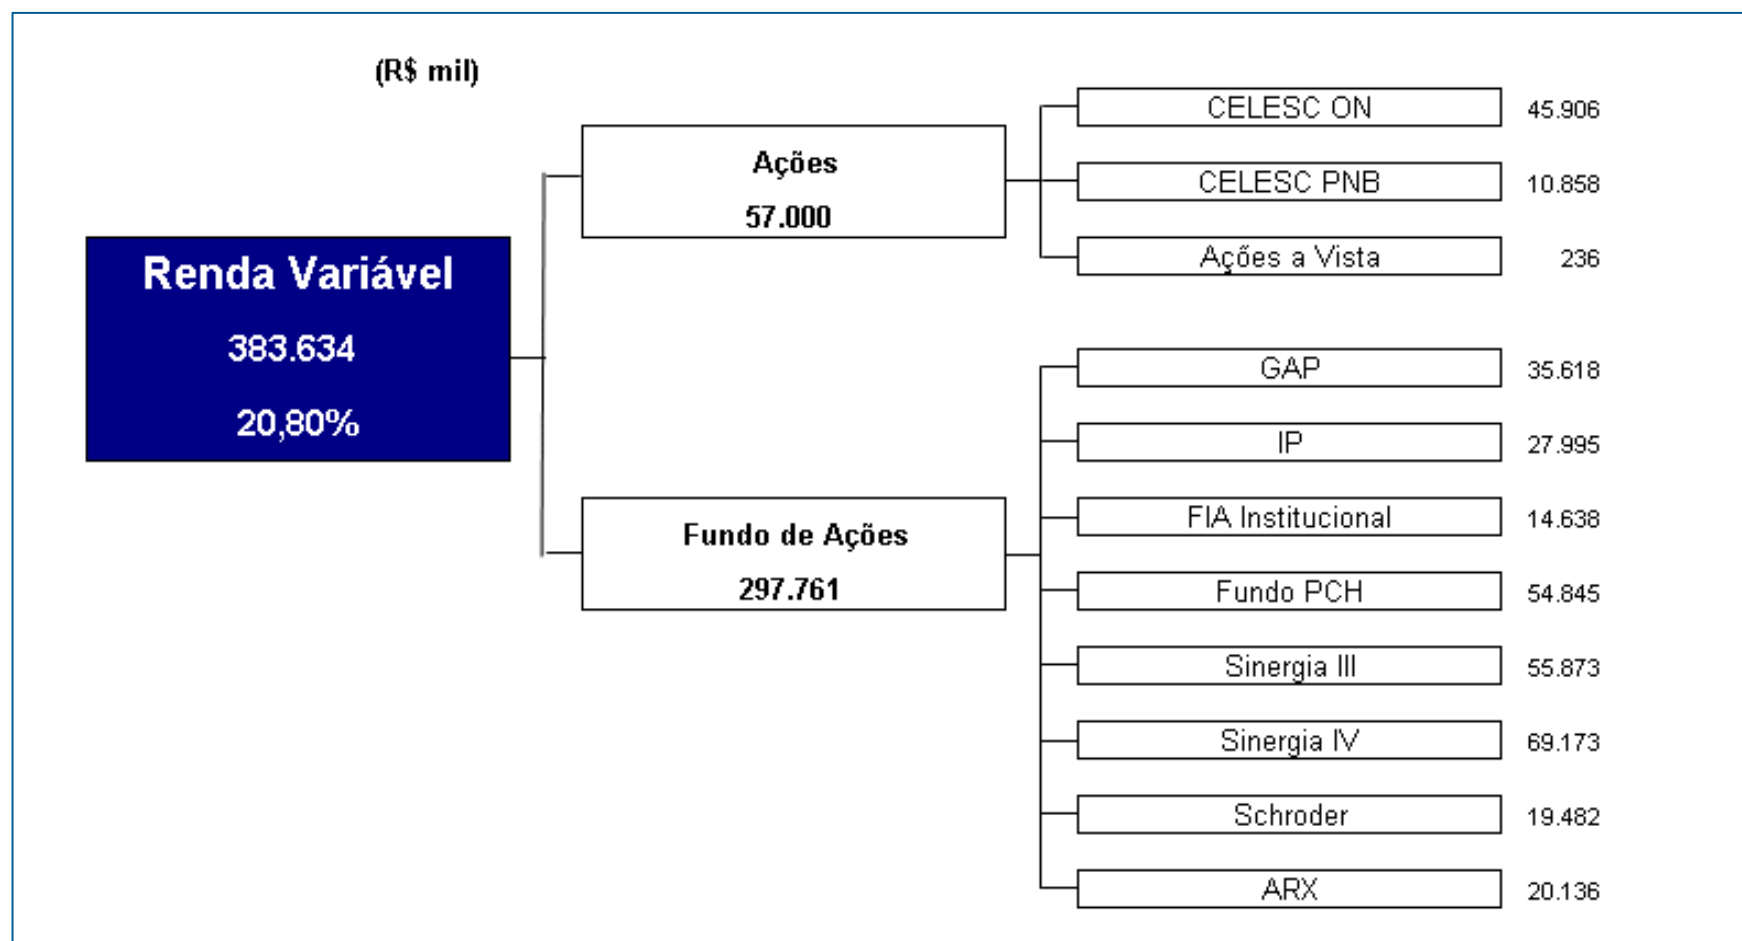 (R$ mil)
Renda Variável
383.634
20,80%
Ações
57.000
CELESC ON 45.906
CELESC PNB 10.858
Ações a Vista 236
Fundo de Ações
297.761
GAP 35.618
IP 27.995
FIA Institucional 14.638
Fundo PCH 54.845
Sinergia III 55.873
Sinergia IV 69.173
Schroder 19.482
ARX 20.136